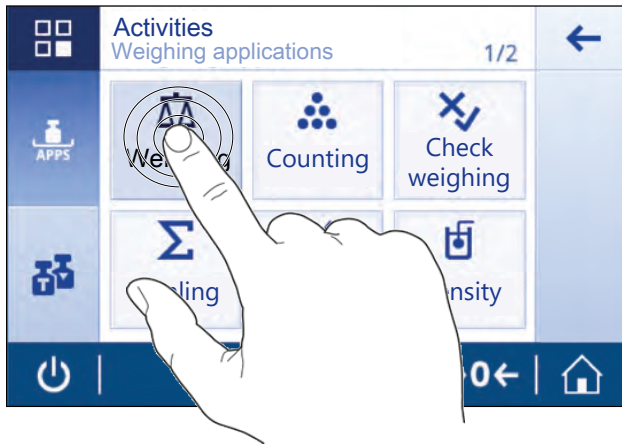 Activities
Weighing applications
1/2
APPS
Counting
Check
weighing
T
0